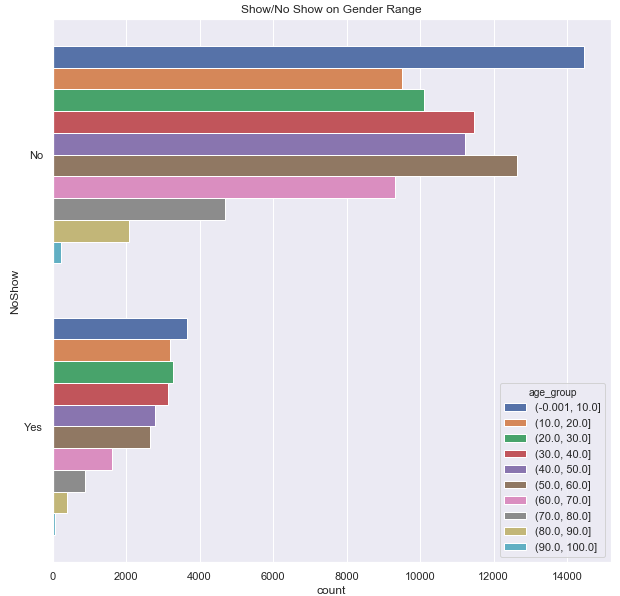 Show/No Show on Gender Range
NoShow
No
Yes
age_group
(-0.001, 10.0]
(10.0, 20.0]
(20.0, 30.0]
(30.0, 40.0]
(40.0, 50.0]
(50.0, 60.0]
(60.0, 70.0]
(70.0, 80.0]
(80.0, 90.0]
(90.0, 100.0]
0 2000 4000 6000 8000 10000 12000 14000
count